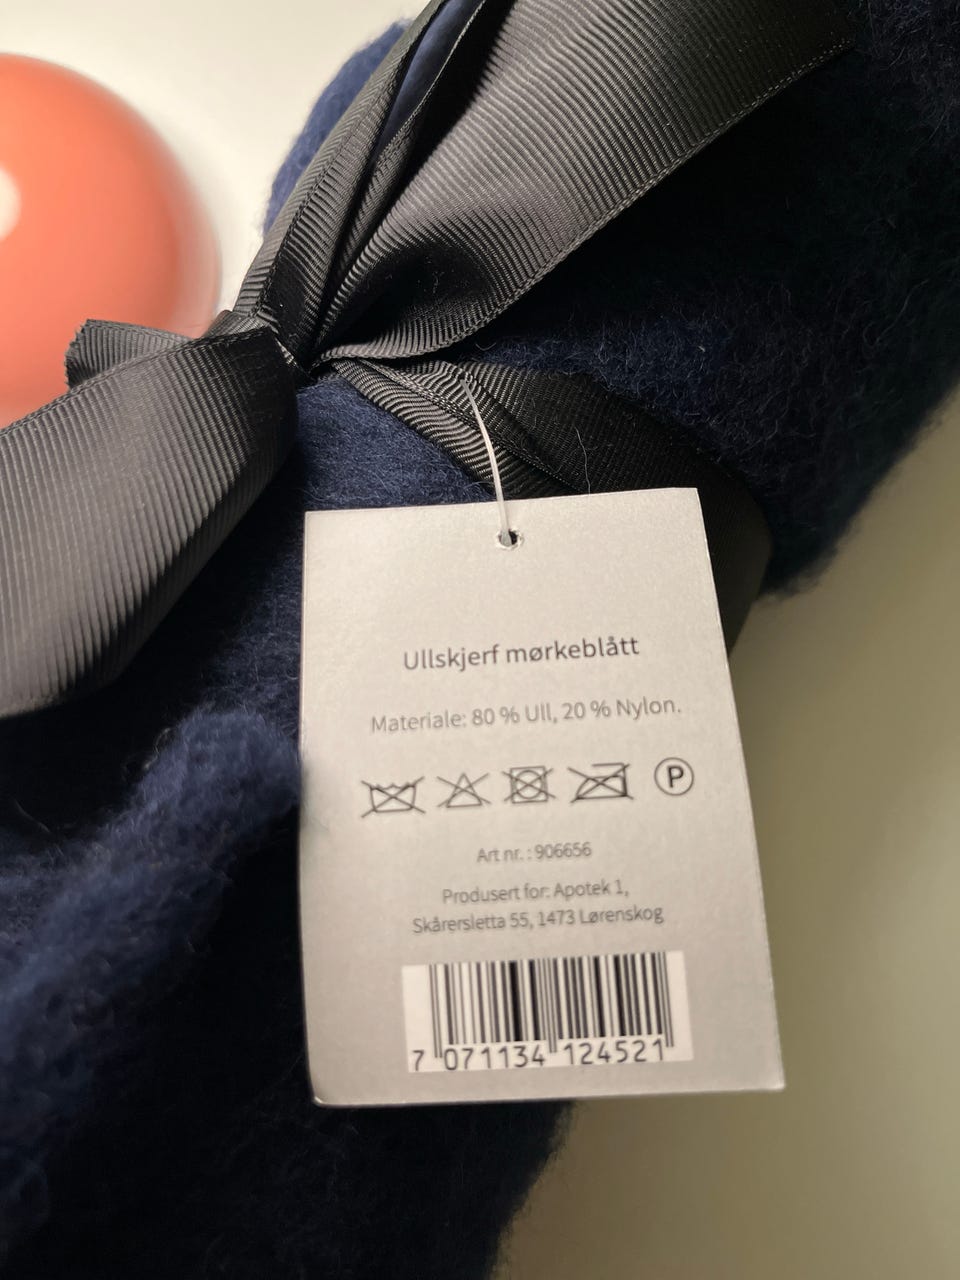 Ullskjerf mørkeblått
Materiale: 80 % Ull, 20 % Nylon.
P
Art nr. : 906656
Produsert for: Apotek 1,
Skårersletta 55, 1473 Lørenskog
7 071134 124521